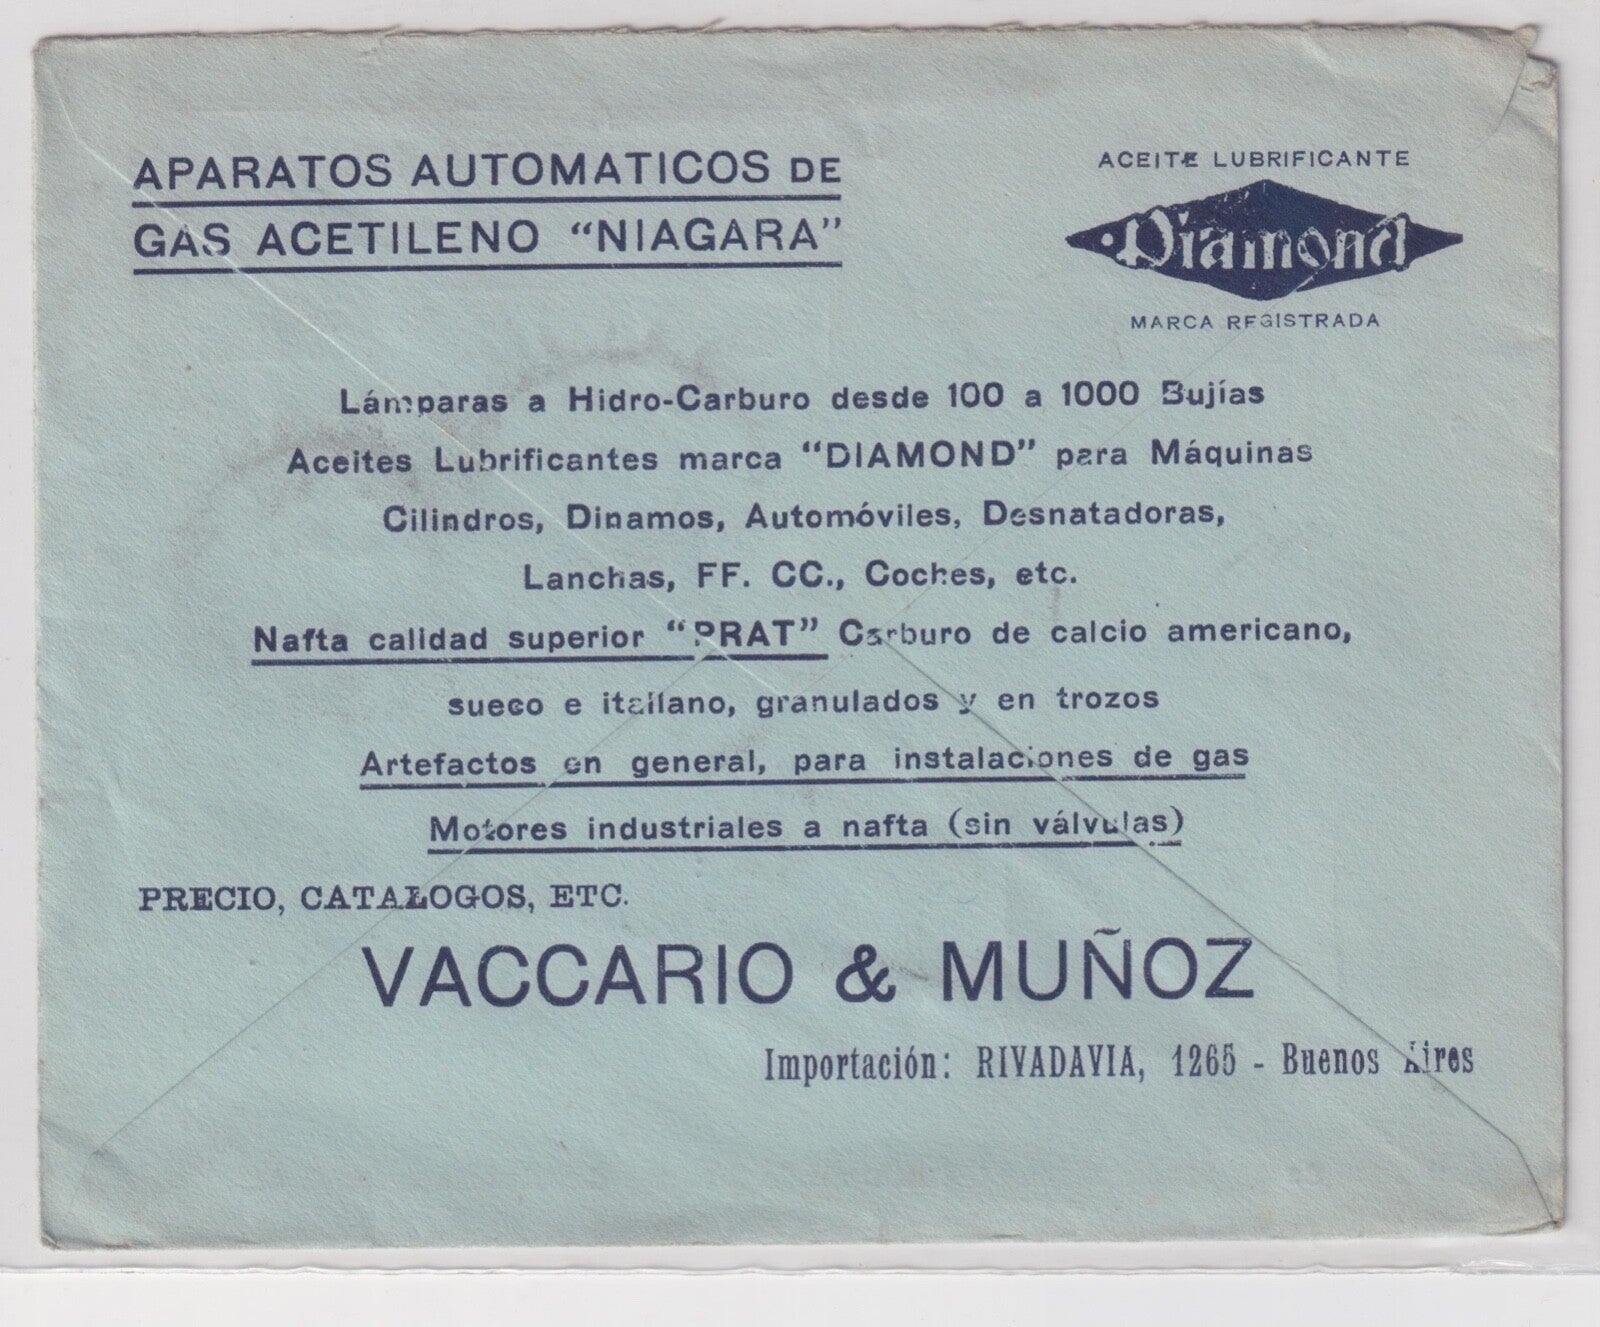 APARATOS AUTOMATICOS DE
GAS ACETILENO “NIAGARA”
ACEITE LUBRIFICANTE
Diamond
MARCA REGISTRADA
Lámparas a Hidro-Carburo desde 100 a 1000 Bujías
Aceites Lubrificantes marca “DIAMOND” para Máquinas
Cilindros, Dinamos, Automóviles, Desnatadoras,
Lanchas, FF. CC., Coches, etc.
Nafta calidad superior “PRAT” Carburo de calcio americano,
sueco e itailano, granulados y en trozos
Artefactos en general, para instalaciones de gas
Motores industriales a nafta (sin válvulas)
PRECIO, CATALOGOS, ETC.
VACCARIO & MUÑOZ
Importación: RIVADAVIA, 1265 - Buenos Aires